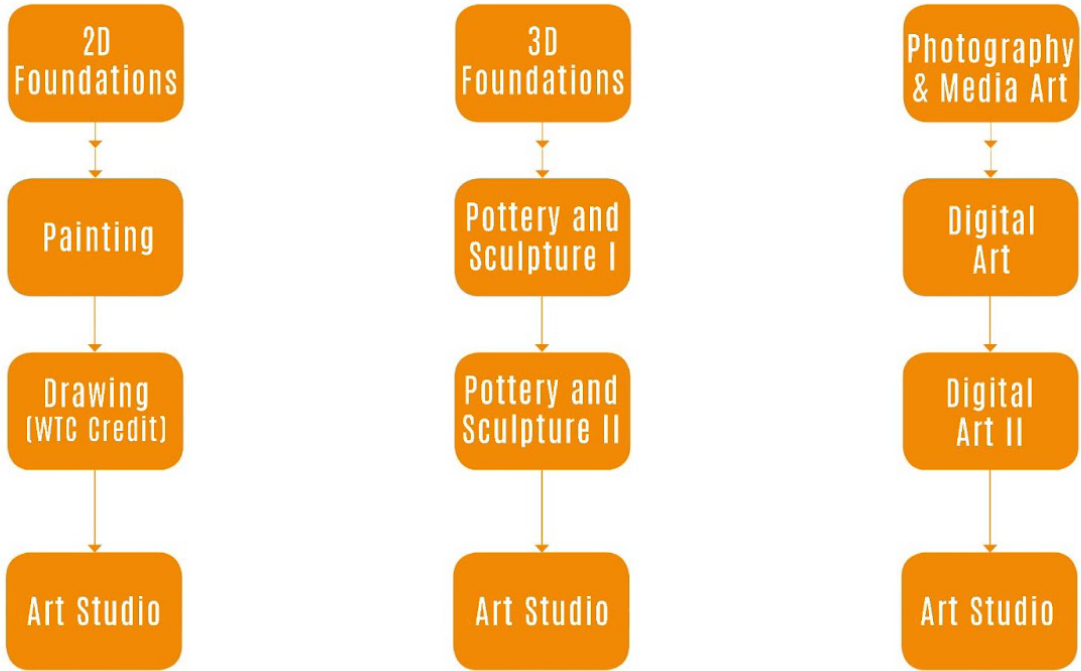 2D
Foundations
3D
Foundations
Photography
& Media Art
Painting
Pottery and
Sculpture I
Digital
Art
Drawing
(WTC Credit)
Pottery and
Sculpture II
Digital
Art II
Art Studio
Art Studio
Art Studio